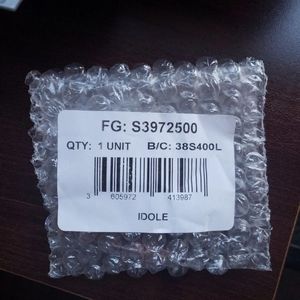 FG: S3972500
QTY: 1 UNIT B/C: 38S400L
3 605972 413987
IDOLE